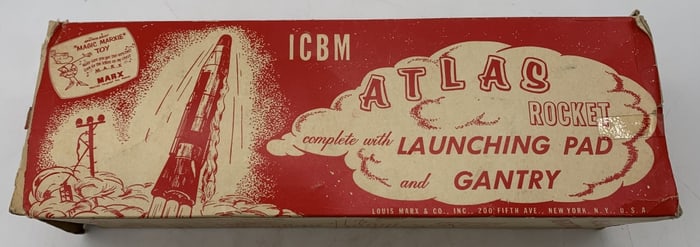 "MAGIC MARXIE"
TOY
MARX
ICBM
ATLAS
ROCKET
complete with LAUNCHING PAD
and GANTRY
LOUIS MARX & CO., INC., 200 FIFTH AVE., NEW YORK, N.Y., U.S.A.